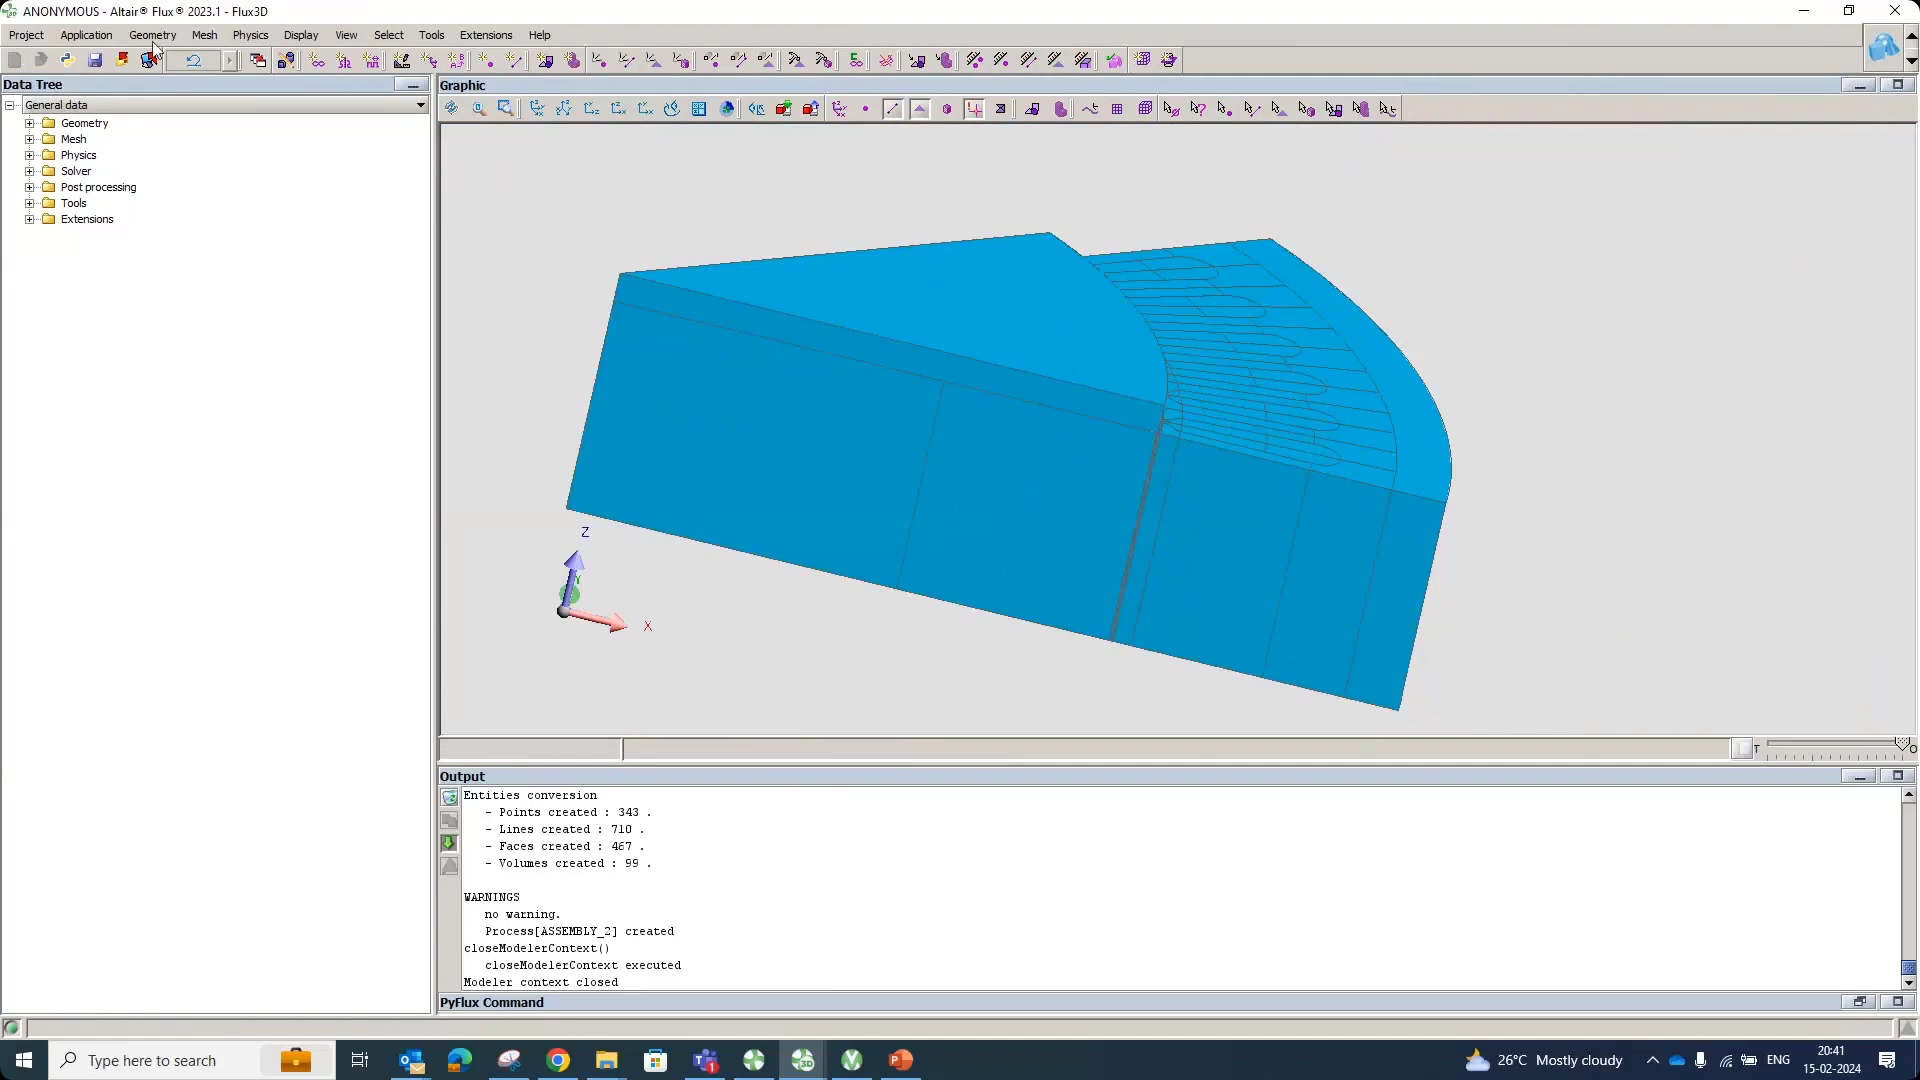 ANONYMOUS - Altair® Flux® 2023.1 - Flux3D
Project Application Geometry Mesh Physics Display View Select Tools Extensions Help
Data Tree
General data
Geometry
Mesh
Physics
Solver
Post processing
Tools
Extensions
Graphic
Z
Y
X
T
O
Output
Entities conversion
- Points created : 343 .
- Lines created : 710 .
- Faces created : 467 .
- Volumes created : 99 .
WARNINGS
no warning.
Process[ASSEMBLY_2] created
closeModelerContext()
closeModelerContext executed
Modeler context closed
PyFlux Command
Type here to search
26°C Mostly cloudy
ENG
20:41
15-02-2024